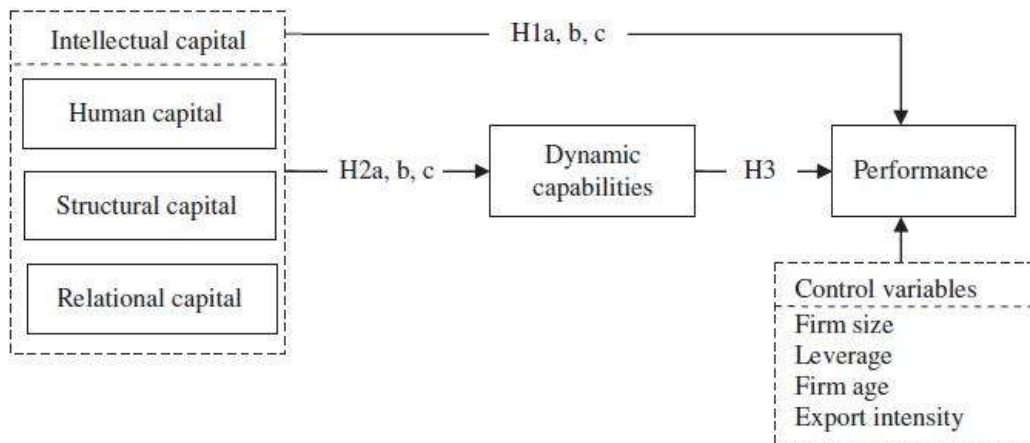 Intellectual capital
H1a, b, c
Human capital
H2a, b, c
Dynamic
capabilities
H3
Performance
Structural capital
Relational capital
Control variables
Firm size
Leverage
Firm age
Export intensity